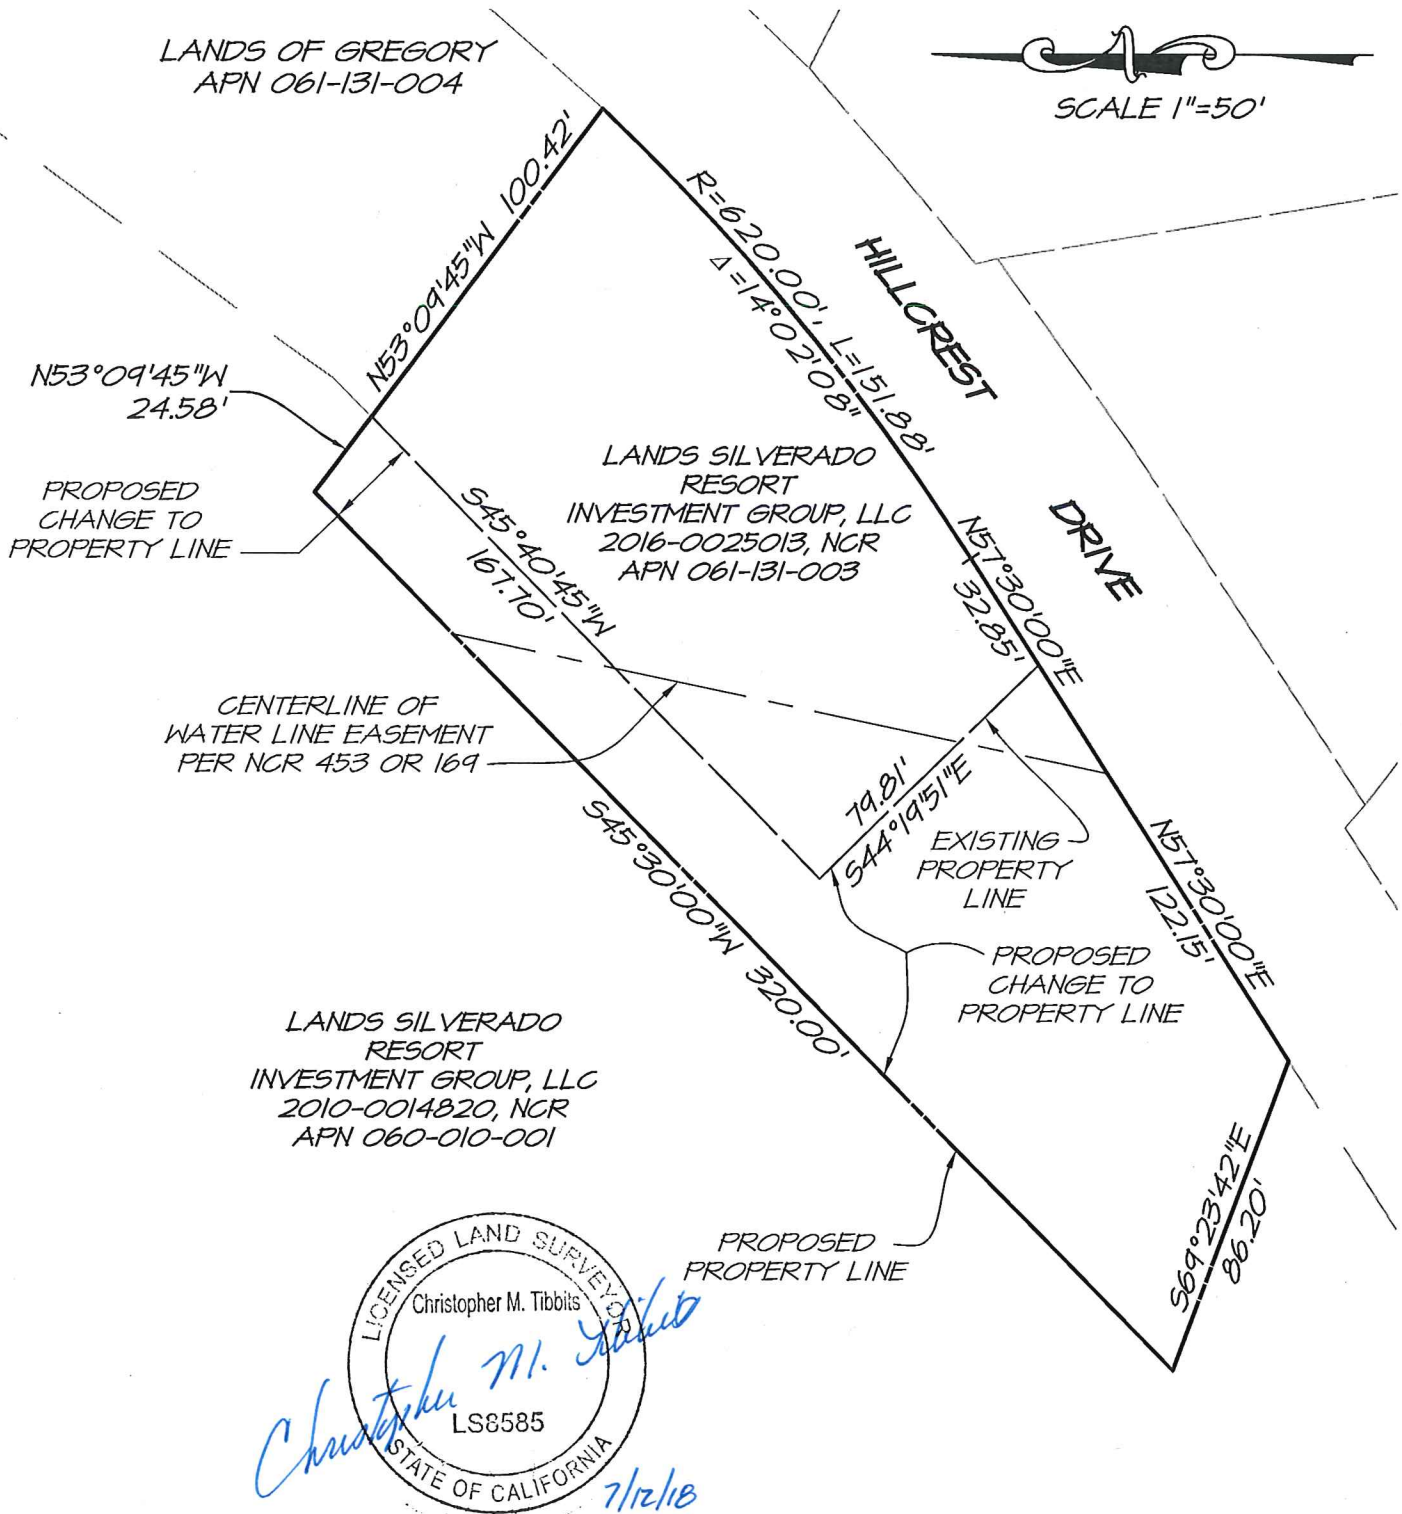 LANDS OF GREGORY
APN 061-131-004
SCALE 1"=50'
N53°09'45"W 100.42'
R=620.00', L=151.88'
Δ=14°02'08"
HILLCREST
DRIVE
N53°09'45"W
24.58'
PROPOSED
CHANGE TO
PROPERTY LINE
S45°40'45"W
167.70'
LANDS SILVERADO
RESORT
INVESTMENT GROUP, LLC
2016-0025013, NCR
APN 061-131-003
N57°30'00"E
32.85'
CENTERLINE OF
WATER LINE EASEMENT
PER NCR 453 OR 169
79.81'
S44°19'51"E
EXISTING
PROPERTY
LINE
N57°30'00"E
122.15'
S45°30'00"W 320.00'
PROPOSED
CHANGE TO
PROPERTY LINE
LANDS SILVERADO
RESORT
INVESTMENT GROUP, LLC
2010-0014820, NCR
APN 060-010-001
S69°23'42"E
86.20'
PROPOSED
PROPERTY LINE
LICENSED LAND SURVEYOR
Christopher M. Tibbits
Christopher M. Tibbits
LS8585
STATE OF CALIFORNIA
7/12/18